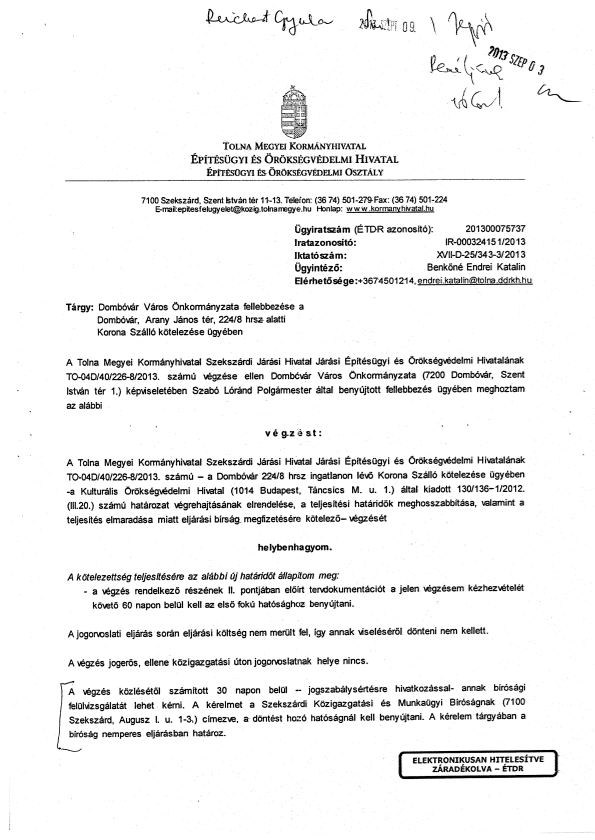 Reichert Gyula
2013 SZEP 03
TOLNA MEGYEI KORMÁNYHIVATAL
ÉPÍTÉSÜGYI ÉS ÖRÖKSÉGVÉDELMI HIVATAL
ÉPÍTÉSÜGYI ÉS ÖRÖKSÉGVÉDELMI OSZTÁLY
7100 Szekszárd, Szent István tér 11-13. Telefon: (36 74) 501-279 Fax: (36 74) 501-224
E-mail:epitesfelugyelet@kozig.tolnamegye.hu Honlap: www.kormanyhivatal.hu
Ügyiratszám (ÉTDR azonosító): 201300075737
Iratazonosító: IR-000324151/2013
Iktatószám: XVII-D-25/343-3/2013
Ügyintéző: Benkőné Endrei Katalin
Elérhetősége:+3674501214, endrei.katalin@tolna.ddrkh.hu
Tárgy: Dombóvár Város Önkormányzata fellebbezése a
Dombóvár, Arany János tér, 224/8 hrsz alatti
Korona Szálló kötelezése ügyében
A Tolna Megyei Kormányhivatal Szekszárdi Járási Hivatal Járási Építésügyi és Örökségvédelmi Hivatalának
TO-04D/40/226-8/2013. számú végzése ellen Dombóvár Város Önkormányzata (7200 Dombóvár, Szent
István tér 1.) képviseletében Szabó Lóránd Polgármester által benyújtott fellebbezés ügyében meghoztam
az alábbi
v é g z é s t :
A Tolna Megyei Kormányhivatal Szekszárdi Járási Hivatal Járási Építésügyi és Örökségvédelmi Hivatalának
TO-04D/40/226-8/2013. számú – a Dombóvár 224/8 hrsz ingatlanon lévő Korona Szálló kötelezése ügyében
-a Kulturális Örökségvédelmi Hivatal (1014 Budapest, Táncsics M. u. 1.) által kiadott 130/136-1/2012.
(III.20.) számú határozat végrehajtásának elrendelése, a teljesítési határidők meghosszabbítása, valamint a
teljesítés elmaradása miatt eljárási bírság megfizetésére kötelező– végzését
helybenhagyom.
A kötelezettség teljesítésére az alábbi új határidőt állapítom meg:
- a végzés rendelkező részének II. pontjában előírt tervdokumentációt a jelen végzésem kézhezvételét
követő 60 napon belül kell az első fokú hatósághoz benyújtani.
A jogorvoslati eljárás során eljárási költség nem merült fel, így annak viseléséről dönteni nem kellett.
A végzés jogerős, ellene közigazgatási úton jogorvoslatnak helye nincs.
A végzés közlésétől számított 30 napon belül – jogszabálysértésre hivatkozással- annak bírósági
felülvizsgálatát lehet kérni. A kérelmet a Szekszárdi Közigazgatási és Munkaügyi Bíróságnak (7100
Szekszárd, Augusz I. u. 1-3.) címezve, a döntést hozó hatóságnál kell benyújtani. A kérelem tárgyában a
bíróság nemperes eljárásban határoz.
ELEKTRONIKUSAN HITELESÍTVE
ZÁRADÉKOLVA – ÉTDR